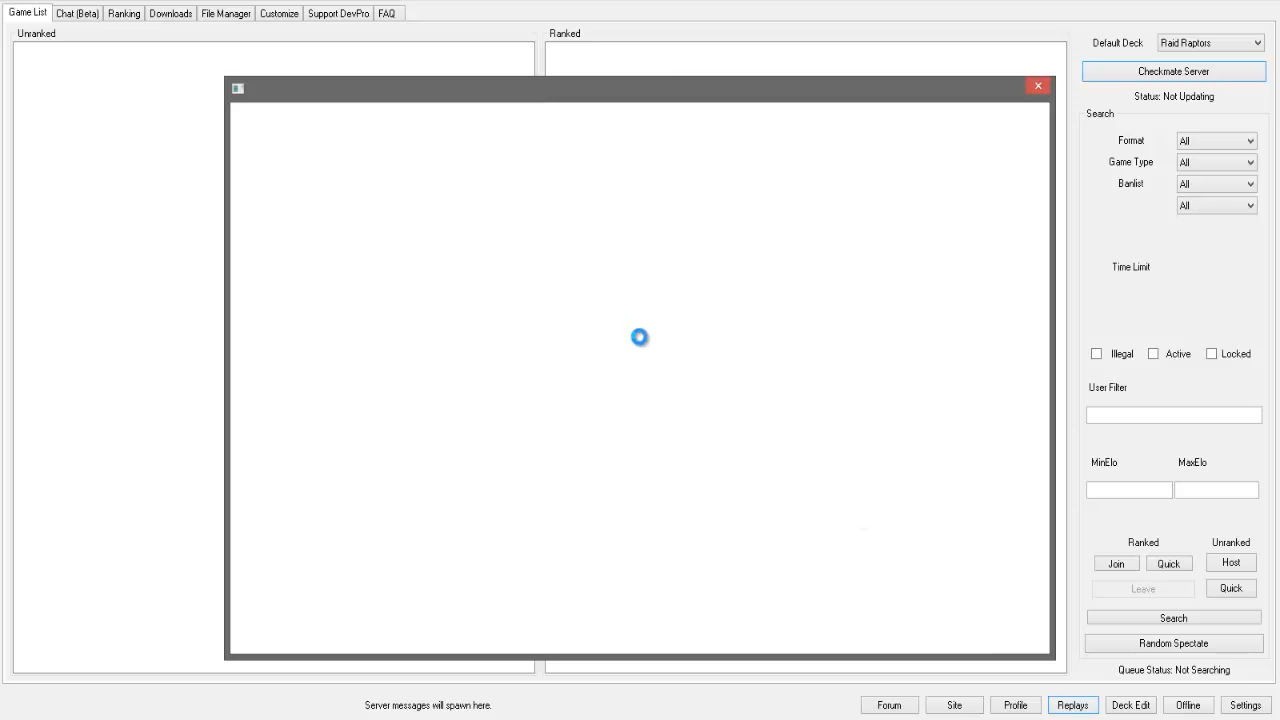 Game List Chat (Beta) Ranking Downloads File Manager Customize Support DevPro FAQ
Unranked Ranked
Default Deck Raid Raptors
Checkmate Server
Status: Not Updating
Search
Format All
Game Type All
Banlist All
All
Time Limit
Illegal Active Locked
User Filter
MinElo MaxElo
Ranked Unranked
Join Quick Host
Leave Quick
Search
Random Spectate
Queue Status: Not Searching
Server messages will spawn here. Forum Site Profile Replays Deck Edit Offline Settings